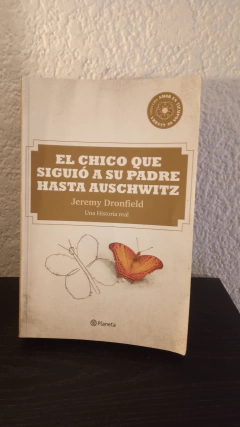 EL CHICO QUE
SIGUIÓ A SU PADRE
HASTA AUSCHWITZ
Jeremy Dronfield
Una Historia real
Planeta